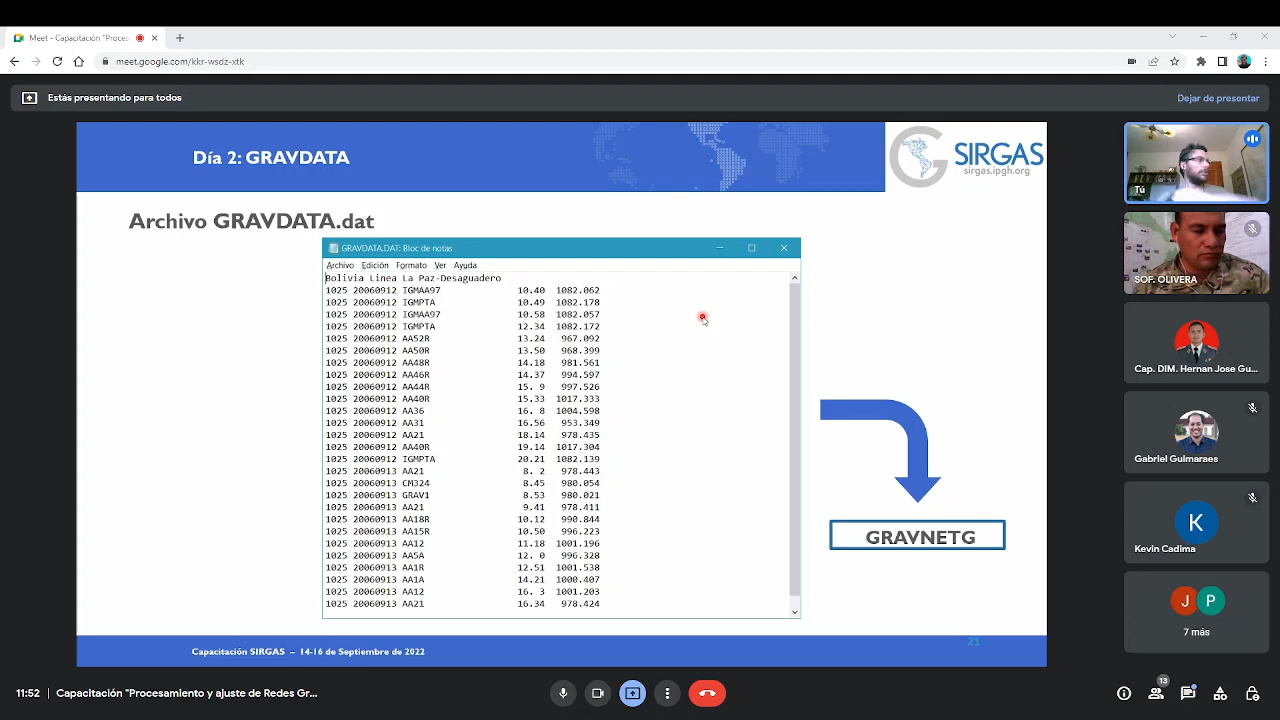 Meet - Capacitación "Proces
meet.google.com/kkr-wsdz-xtk
Estás presentando para todos
Dejar de presentar
Día 2: GRAVDATA
SIRGAS
sirgas.ipgh.org
Archivo GRAVDATA.dat
GRAVDATA.DAT: Bloc de notas
Archivo Edición Formato Ver Ayuda
Bolivia Linea La Paz-Desaguadero
1025 20060912 IGMAA97 10.40 1082.062
1025 20060912 IGMPTA 10.49 1082.178
1025 20060912 IGMAA97 10.58 1082.057
1025 20060912 IGMPTA 12.34 1082.172
1025 20060912 AA52R 13.24 967.092
1025 20060912 AA50R 13.50 968.399
1025 20060912 AA48R 14.18 981.561
1025 20060912 AA46R 14.37 994.597
1025 20060912 AA44R 15. 9 997.526
1025 20060912 AA40R 15.33 1017.333
1025 20060912 AA36 16. 8 1004.598
1025 20060912 AA31 16.56 953.349
1025 20060912 AA21 18.14 978.435
1025 20060912 AA40R 19.14 1017.304
1025 20060912 IGMPTA 20.21 1082.139
1025 20060913 AA21 8. 2 978.443
1025 20060913 CM324 8.45 980.054
1025 20060913 GRAV1 8.53 980.021
1025 20060913 AA21 9.41 978.411
1025 20060913 AA18R 10.12 990.844
1025 20060913 AA15R 10.50 996.223
1025 20060913 AA12 11.18 1001.196
1025 20060913 AA5A 12. 0 996.328
1025 20060913 AA1R 12.51 1001.538
1025 20060913 AA1A 14.21 1000.407
1025 20060913 AA12 16. 3 1001.203
1025 20060913 AA21 16.34 978.424
GRAVNETG
21
Capacitación SIRGAS – 14-16 de Septiembre de 2022
Tú
SOF. OLIVERA
Cap. DIM. Hernan Jose Gu...
Gabriel Guimaraes
K
Kevin Cadima
J P
7 más
11:52 Capacitación "Procesamiento y ajuste de Redes Gr...
13